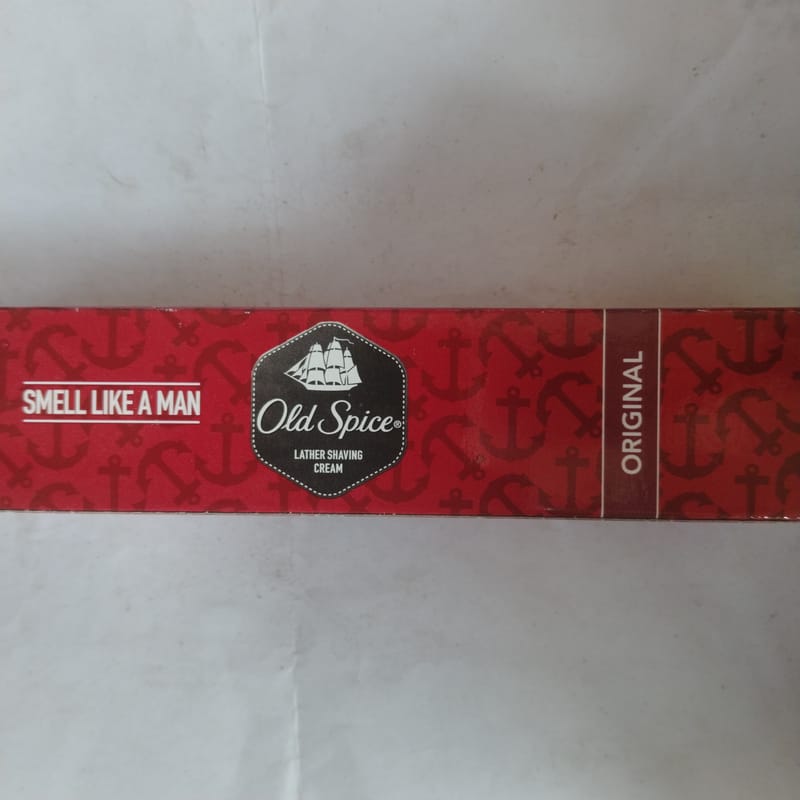 SMELL LIKE A MAN
Old Spice®
LATHER SHAVING
CREAM
ORIGINAL